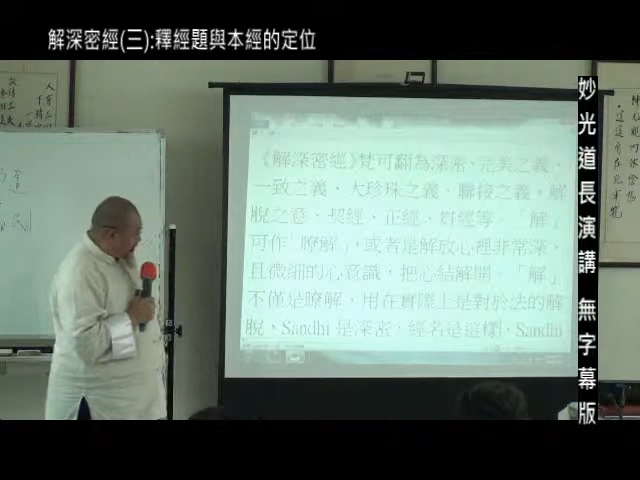 解深密經(三):釋經題與本經的定位
《解深密經》梵可翻為深密、完美之義、
一致之義、大珍珠之義、聯接之義，解
脫之意、契經、正經、貫經等。「解」
可作「瞭解」，或者是解放心裡非常深、
且微細的心意識，把心結解開。「解」
不僅是瞭解，用在實際上是對於法的解
脫、Sandhi 是深密，經名是這樣，Sandhi
妙光道長演講 無字幕版